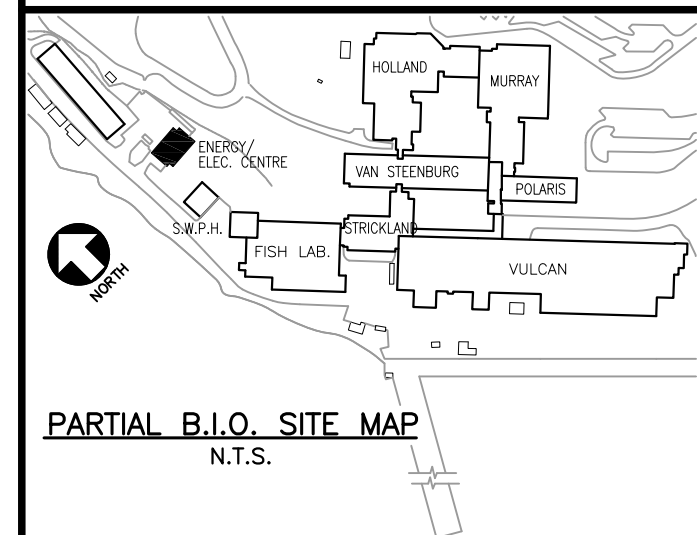 HOLLAND
MURRAY
ENERGY/
ELEC. CENTRE
VAN STEENBURG
POLARIS
S.W.P.H.
STRICKLAND
FISH LAB.
VULCAN
NORTH
PARTIAL B.I.O. SITE MAP
N.T.S.